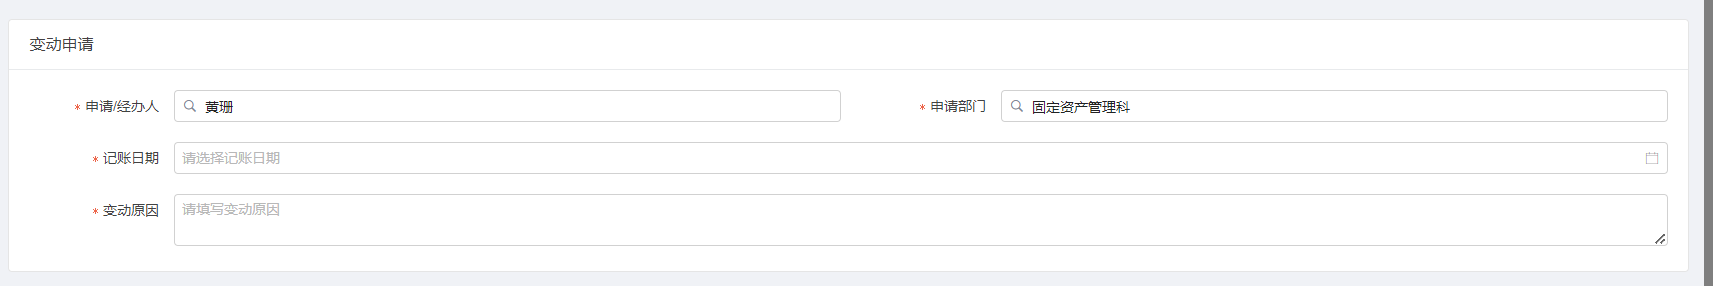 变动申请
* 申请/经办人 黄珊 * 申请部门 固定资产管理科
* 记账日期 请选择记账日期
* 变动原因 请填写变动原因